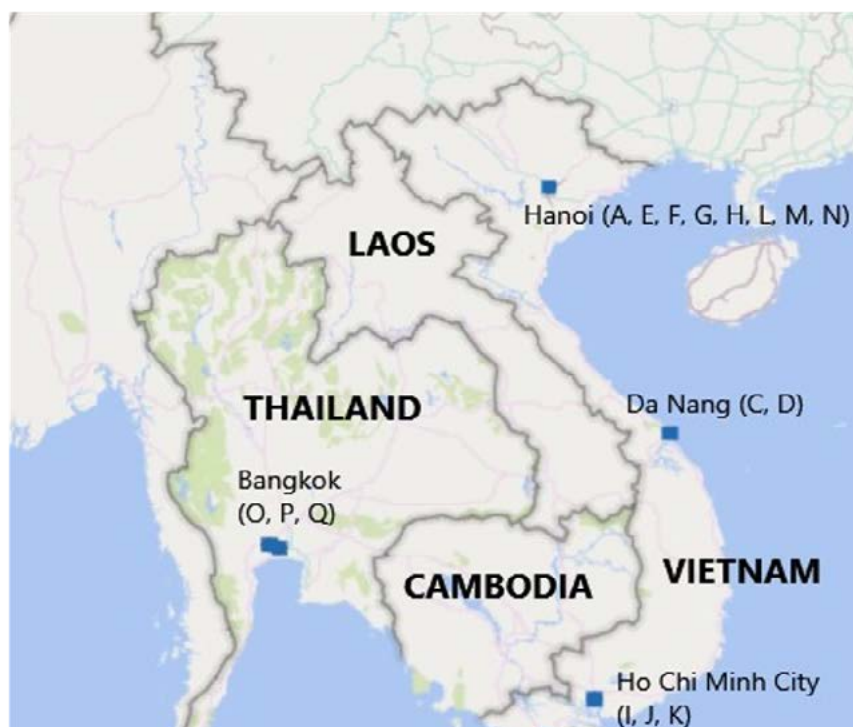 Hanoi (A, E, F, G, H, L, M, N)
LAOS
THAILAND
Da Nang (C, D)
Bangkok
(O, P, Q)
CAMBODIA
VIETNAM
Ho Chi Minh City
(I, J, K)